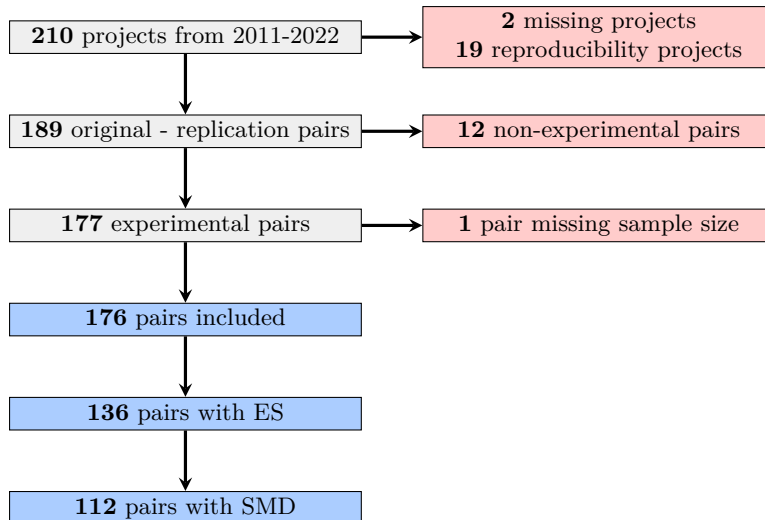 210 projects from 2011-2022
2 missing projects
19 reproducibility projects
189 original - replication pairs
12 non-experimental pairs
177 experimental pairs
1 pair missing sample size
176 pairs included
136 pairs with ES
112 pairs with SMD